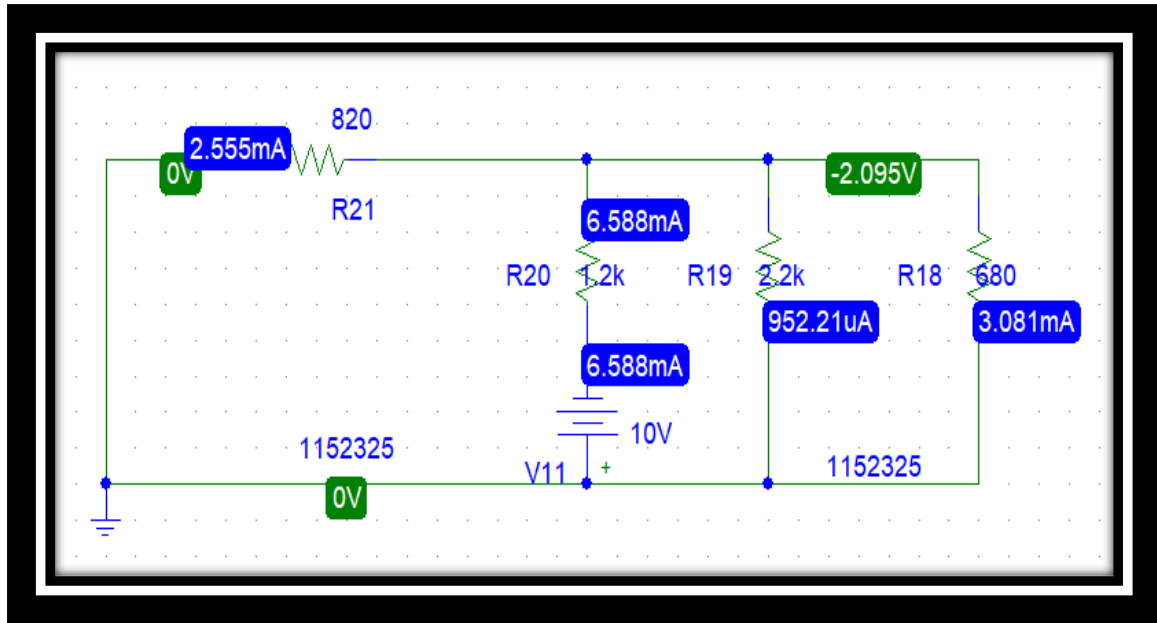 820
2.555mA
0V
-2.095V
R21
6.588mA
R20 1.2k R19 2.2k R18 680
952.21uA 3.081mA
6.588mA
10V
1152325
V11 +
1152325
0V